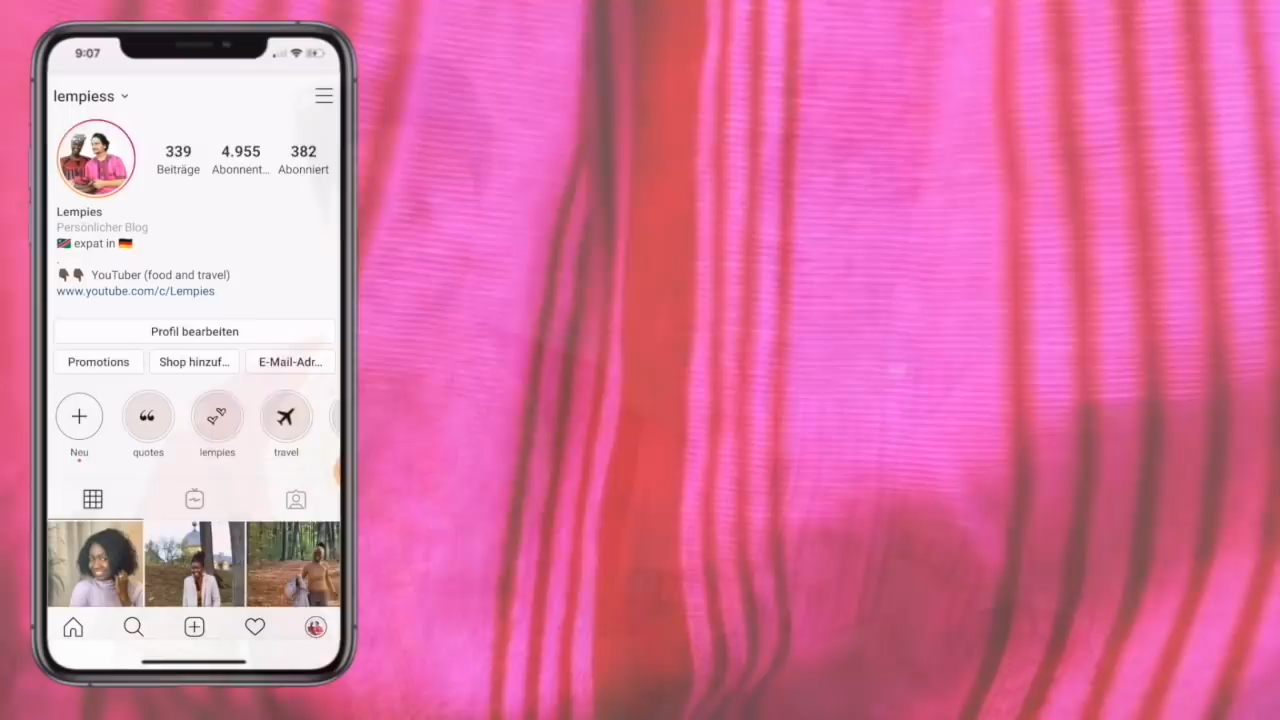 9:07
lempiess
339 4.955 382
Beiträge Abonnent... Abonniert
Lempies
Persönlicher Blog
🇳🇦 expat in 🇩🇪
.
👇🏿👇🏿 YouTuber (food and travel)
www.youtube.com/c/Lempies
Profil bearbeiten
Promotions Shop hinzuf... E-Mail-Adr...
Neu quotes lempies travel